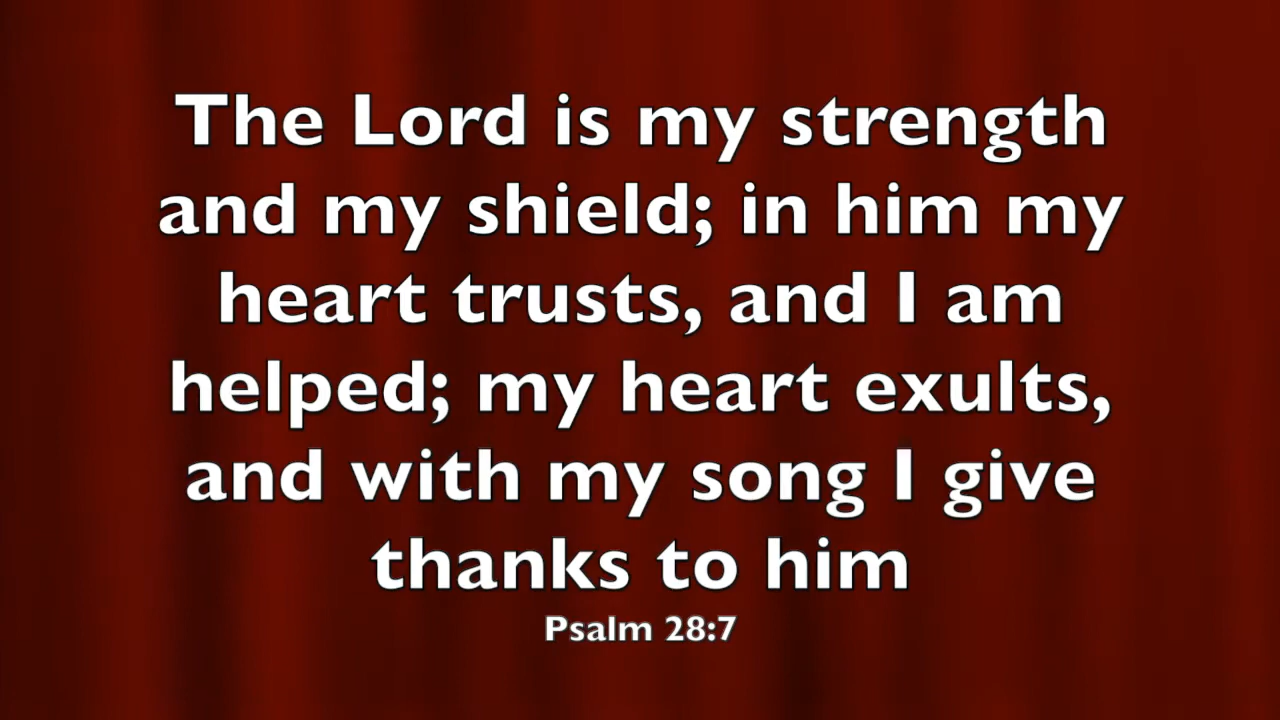 The Lord is my strength
and my shield; in him my
heart trusts, and I am
helped; my heart exults,
and with my song I give
thanks to him
Psalm 28:7